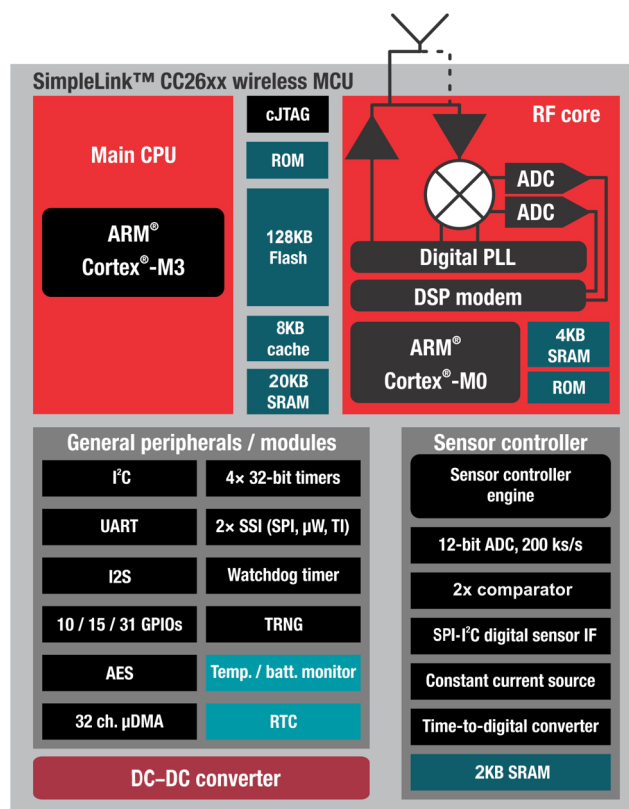 SimpleLink™ CC26xx wireless MCU
Main CPU
ARM®
Cortex®-M3
cJTAG
ROM
128KB
Flash
8KB
cache
20KB
SRAM
RF core
ADC
ADC
Digital PLL
DSP modem
ARM®
Cortex®-M0
4KB
SRAM
ROM
General peripherals / modules
I²C
4× 32-bit timers
UART
2× SSI (SPI, µW, TI)
I2S
Watchdog timer
10 / 15 / 31 GPIOs
TRNG
AES
Temp. / batt. monitor
32 ch. µDMA
RTC
Sensor controller
Sensor controller
engine
12-bit ADC, 200 ks/s
2x comparator
SPI-I²C digital sensor IF
Constant current source
Time-to-digital converter
2KB SRAM
DC–DC converter